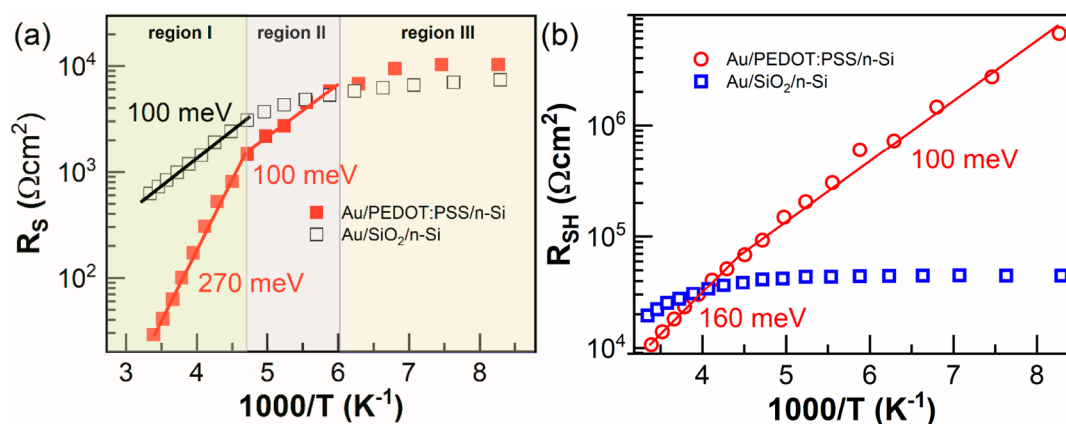 (a)
region I
region II
region III
10⁴
10³
10²
R_S (Ωcm²)
100 meV
100 meV
270 meV
Au/PEDOT:PSS/n-Si
Au/SiO₂/n-Si
3 4 5 6 7 8
1000/T (K⁻¹)
(b)
Au/PEDOT:PSS/n-Si
Au/SiO₂/n-Si
10⁶
10⁵
10⁴
R_SH (Ωcm²)
100 meV
160 meV
4 5 6 7 8
1000/T (K⁻¹)